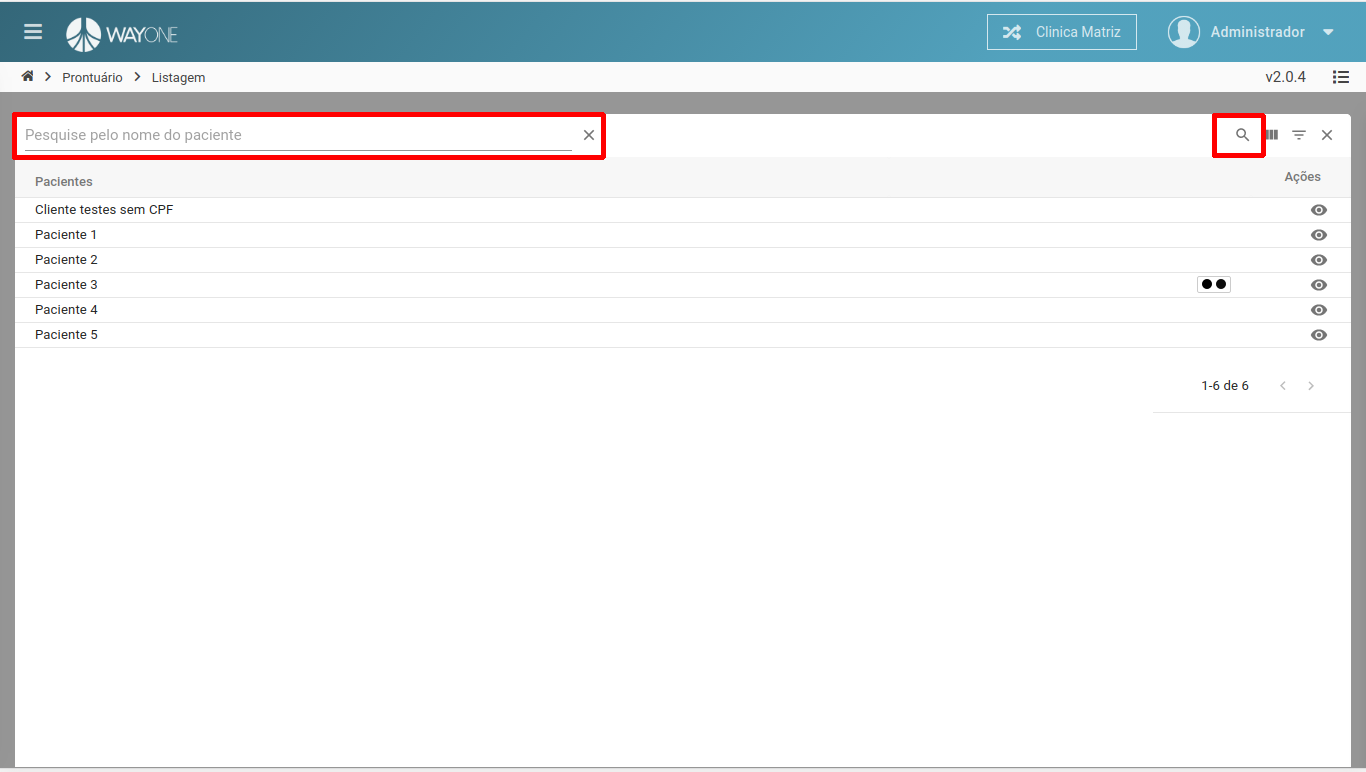 WAYONE
Clinica Matriz
Administrador
Prontuário
Listagem
v2.0.4
Pesquise pelo nome do paciente
Pacientes
Ações
Cliente testes sem CPF
Paciente 1
Paciente 2
Paciente 3
Paciente 4
Paciente 5
1-6 de 6